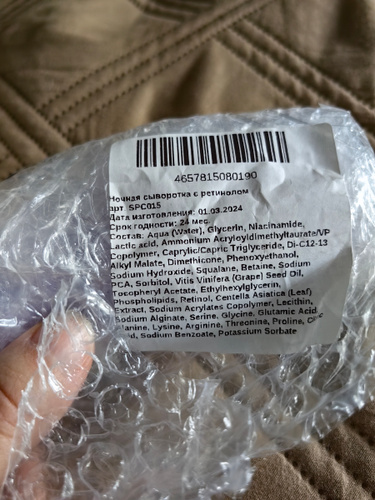 4657815080190
Ночная сыворотка с ретинолом
арт. SPC015
Дата изготовления: 01.03.2024
Срок годности: 24 мес.
Состав: Aqua (Water), Glycerin, Niacinamide,
Lactic acid, Ammonium Acryloyldimethyltaurate/VP
Copolymer, Caprylic/Capric Triglyceride, Di-C12-13
Alkyl Malate, Dimethicone, Phenoxyethanol,
Sodium Hydroxide, Squalane, Betaine, Sodium
PCA, Sorbitol, Vitis Vinifera (Grape) Seed Oil,
Tocopheryl Acetate, Ethylhexylglycerin,
Phospholipids, Retinol, Centella Asiatica (Leaf)
Extract, Sodium Acrylates Copolymer, Lecithin,
Sodium Alginate, Serine, Glycine, Glutamic Acid,
Alanine, Lysine, Arginine, Threonine, Proline,
Sodium Benzoate, Potassium Sorbate